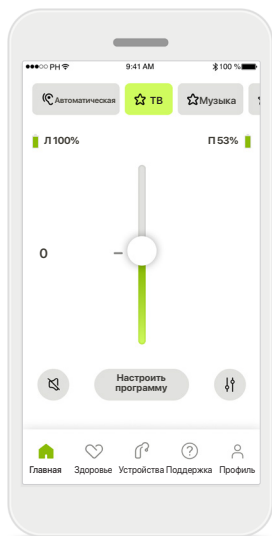 PH 9:41 AM 100 %
Автоматическая ТВ Музыка
Л 100% П 53%
0
Настроить
программу
Главная Здоровье Устройства Поддержка Профиль